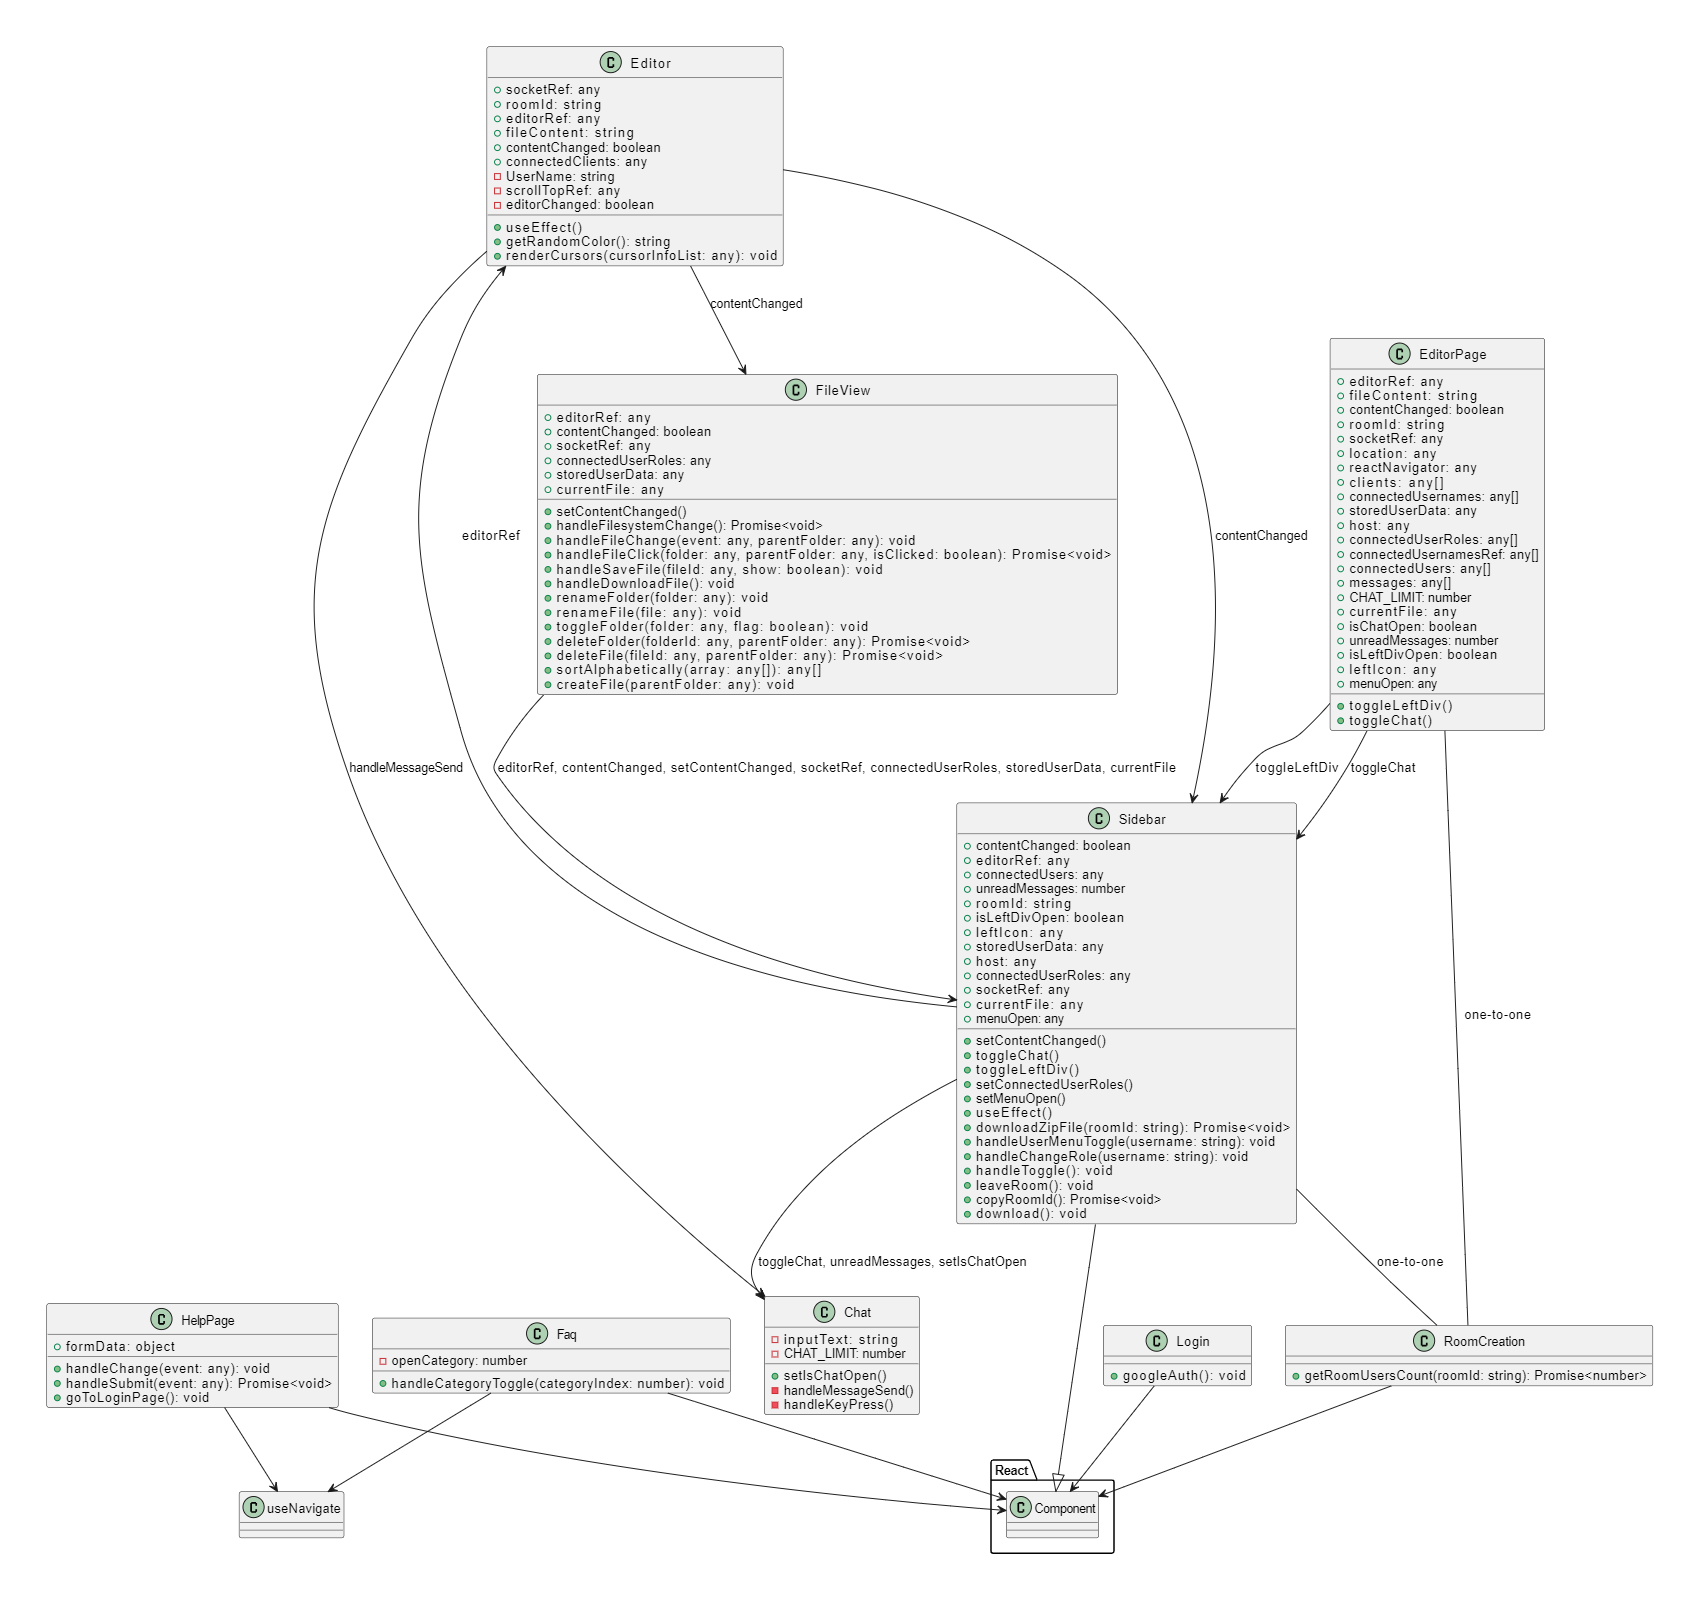 C Editor
socketRef: any
roomId: string
editorRef: any
fileContent: string
contentChanged: boolean
connectedClients: any
UserName: string
scrollTopRef: any
editorChanged: boolean
useEffect()
getRandomColor(): string
renderCursors(cursorInfoList: any): void
contentChanged
C FileView
editorRef: any
contentChanged: boolean
socketRef: any
connectedUserRoles: any
storedUserData: any
currentFile: any
setContentChanged()
handleFilesystemChange(): Promise<void>
handleFileChange(event: any, parentFolder: any): void
handleFileClick(folder: any, parentFolder: any, isClicked: boolean): Promise<void>
handleSaveFile(fileId: any, show: boolean): void
handleDownloadFile(): void
renameFolder(folder: any): void
renameFile(file: any): void
toggleFolder(folder: any, flag: boolean): void
deleteFolder(folderId: any, parentFolder: any): Promise<void>
deleteFile(fileId: any, parentFolder: any): Promise<void>
sortAlphabetically(array: any[]): any[]
createFile(parentFolder: any): void
editorRef
contentChanged
C EditorPage
editorRef: any
fileContent: string
contentChanged: boolean
roomId: string
socketRef: any
location: any
reactNavigator: any
clients: any[]
connectedUsernames: any[]
storedUserData: any
host: any
connectedUserRoles: any[]
connectedUsernamesRef: any[]
connectedUsers: any[]
messages: any[]
CHAT_LIMIT: number
currentFile: any
isChatOpen: boolean
unreadMessages: number
isLeftDivOpen: boolean
leftIcon: any
menuOpen: any
toggleLeftDiv()
toggleChat()
handleMessageSend
editorRef, contentChanged, setContentChanged, socketRef, connectedUserRoles, storedUserData, currentFile
toggleLeftDiv
toggleChat
C Sidebar
contentChanged: boolean
editorRef: any
connectedUsers: any
unreadMessages: number
roomId: string
isLeftDivOpen: boolean
leftIcon: any
storedUserData: any
host: any
connectedUserRoles: any
socketRef: any
currentFile: any
menuOpen: any
setContentChanged()
toggleChat()
toggleLeftDiv()
setConnectedUserRoles()
setMenuOpen()
useEffect()
downloadZipFile(roomId: string): Promise<void>
handleUserMenuToggle(username: string): void
handleChangeRole(username: string): void
handleToggle(): void
leaveRoom(): void
copyRoomId(): Promise<void>
download(): void
one-to-one
toggleChat, unreadMessages, setIsChatOpen
one-to-one
C HelpPage
formData: object
handleChange(event: any): void
handleSubmit(event: any): Promise<void>
goToLoginPage(): void
C Faq
openCategory: number
handleCategoryToggle(categoryIndex: number): void
C Chat
inputText: string
CHAT_LIMIT: number
setIsChatOpen()
handleMessageSend()
handleKeyPress()
C Login
googleAuth(): void
C RoomCreation
getRoomUsersCount(roomId: string): Promise<number>
C useNavigate
React
C Component